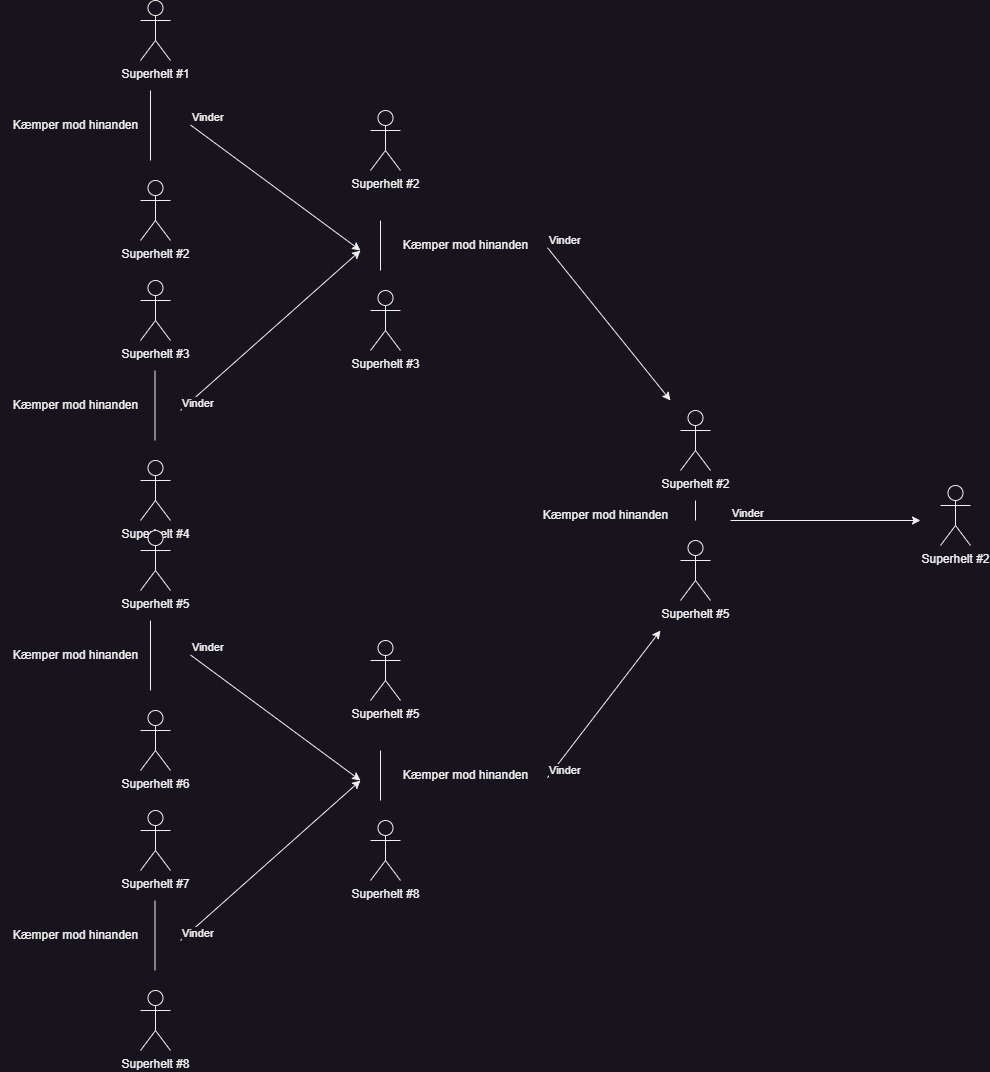 Superhelt #1
Kæmper mod hinanden
Vinder
Superhelt #2
Superhelt #3
Kæmper mod hinanden
Vinder
Superhelt #4
Superhelt #5
Kæmper mod hinanden
Vinder
Superhelt #6
Superhelt #7
Kæmper mod hinanden
Vinder
Superhelt #8
Superhelt #2
Kæmper mod hinanden
Vinder
Superhelt #3
Superhelt #5
Kæmper mod hinanden
Vinder
Superhelt #8
Superhelt #2
Kæmper mod hinanden
Vinder
Superhelt #5
Superhelt #2